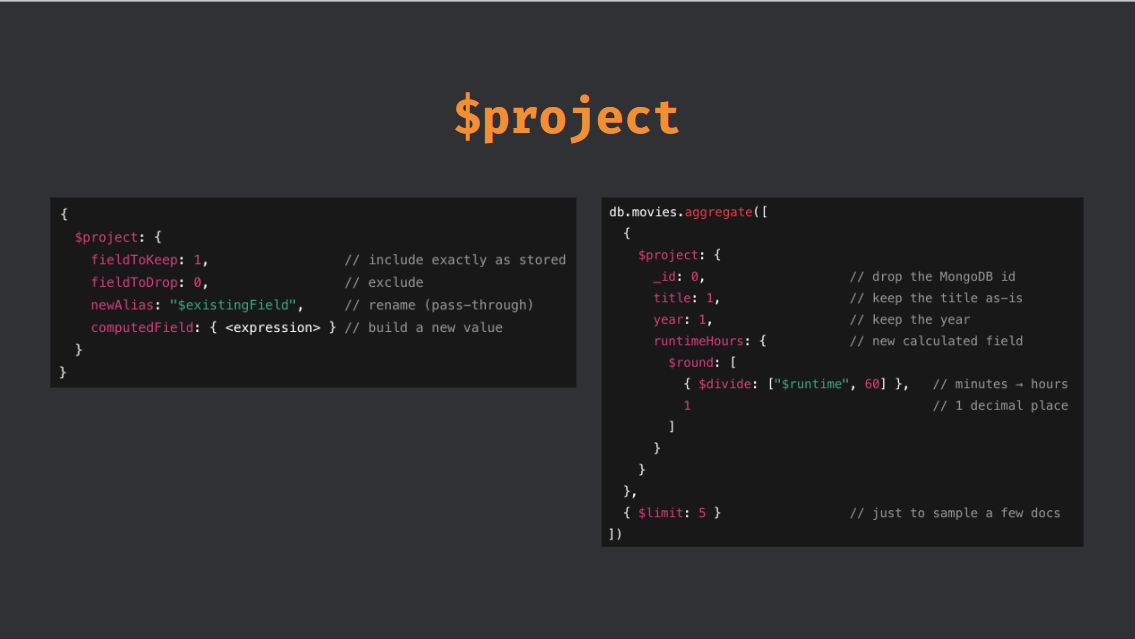 $project
{
  $project: {
    fieldToKeep: 1,                 // include exactly as stored
    fieldToDrop: 0,                 // exclude
    newAlias: "$existingField",     // rename (pass-through)
    computedField: { <expression> } // build a new value
  }
}
db.movies.aggregate([
  {
    $project: {
      _id: 0,                   // drop the MongoDB id
      title: 1,                 // keep the title as-is
      year: 1,                  // keep the year
      runtimeHours: {           // new calculated field
        $round: [
          { $divide: ["$runtime", 60] },   // minutes → hours
          1                                // 1 decimal place
        ]
      }
    }
  },
  { $limit: 5 }                 // just to sample a few docs
])